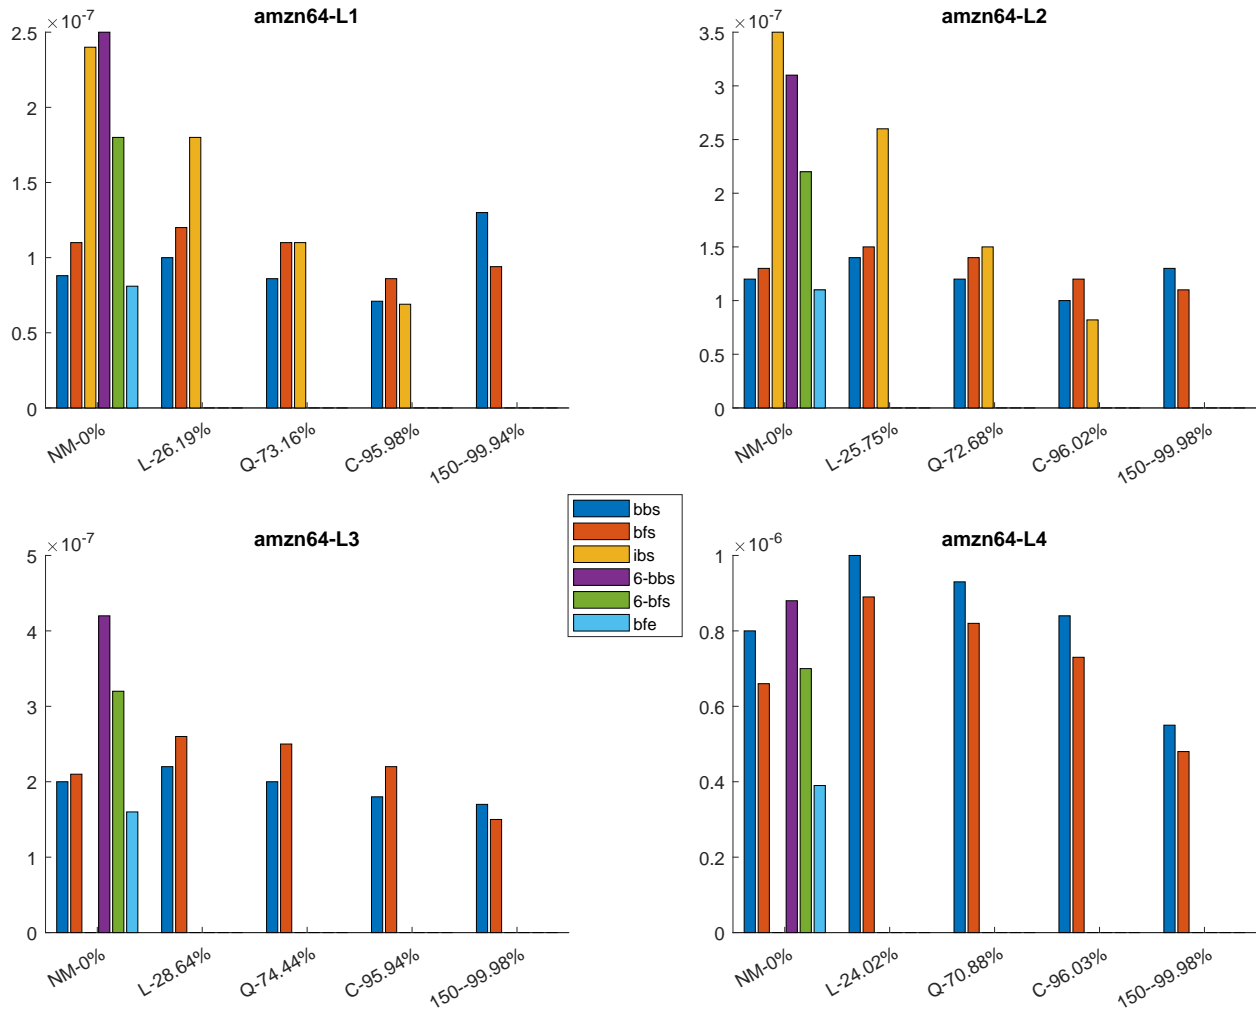 amzn64-L1
×10-7
2.5
2
1.5
1
0.5
0
NM-0%
L-26.19%
Q-73.16%
C-95.98%
150--99.94%
amzn64-L2
×10-7
3.5
3
2.5
2
1.5
1
0.5
0
NM-0%
L-25.75%
Q-72.68%
C-96.02%
150--99.98%
bbs
bfs
ibs
6-bbs
6-bfs
bfe
amzn64-L3
×10-7
5
4
3
2
1
0
NM-0%
L-28.64%
Q-74.44%
C-95.94%
150--99.98%
amzn64-L4
×10-6
1
0.8
0.6
0.4
0.2
0
NM-0%
L-24.02%
Q-70.88%
C-96.03%
150--99.98%